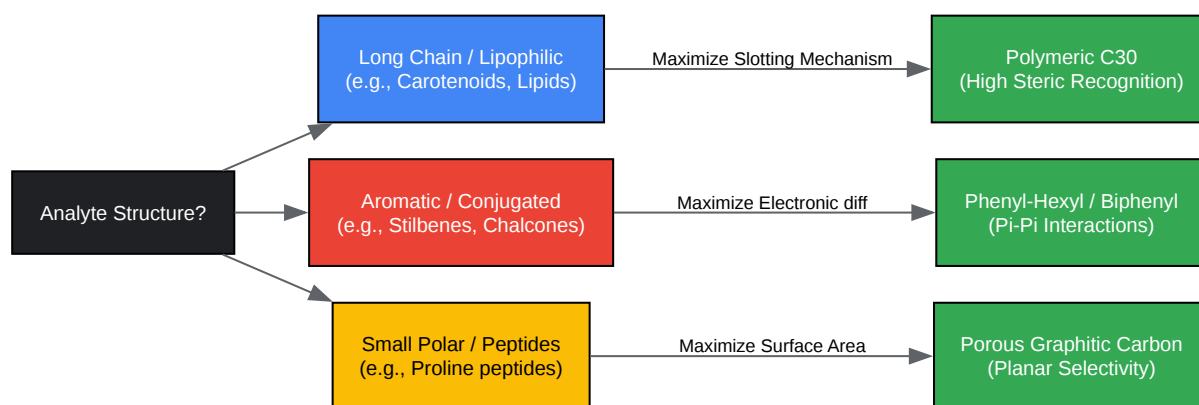 Long Chain / Lipophilic
(e.g., Carotenoids, Lipids)
Maximize Slotting Mechanism
Polymeric C30
(High Steric Recognition)
Analyte Structure?
Aromatic / Conjugated
(e.g., Stilbenes, Chalcones)
Maximize Electronic diff
Phenyl-Hexyl / Biphenyl
(Pi-Pi Interactions)
Small Polar / Peptides
(e.g., Proline peptides)
Maximize Surface Area
Porous Graphitic Carbon
(Planar Selectivity)